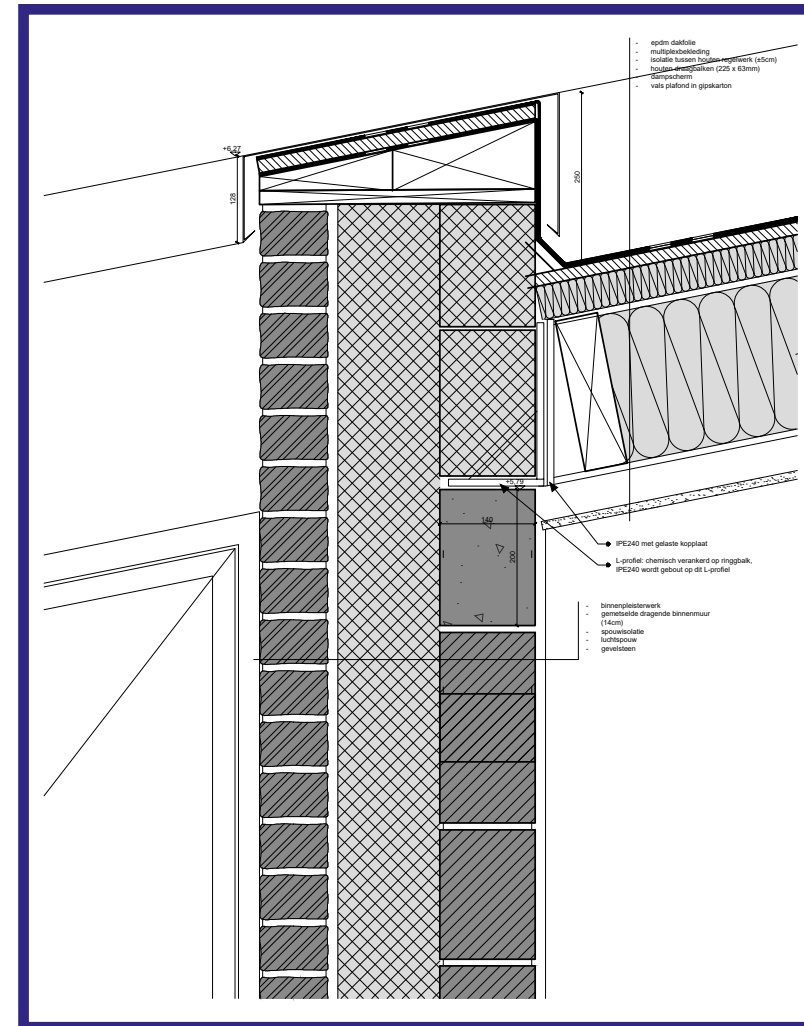 - epdm dakfolie
- multiplexbekleding
- isolatie tussen houten regelwerk (±5cm)
- houten draagbalken (225 x 63mm)
- dampscherm
- vals plafond in gipskarton
+6,27
128
250
+5,79
140
200
IPE240 met gelaste kopplaat
L-profiel: chemisch verankerd op ringgbalk,
IPE240 wordt gebout op dit L-profiel
- binnenpleisterwerk
- gemetselde dragende binnenmuur
(14cm)
- spouwisolatie
- luchtspouw
- gevelsteen